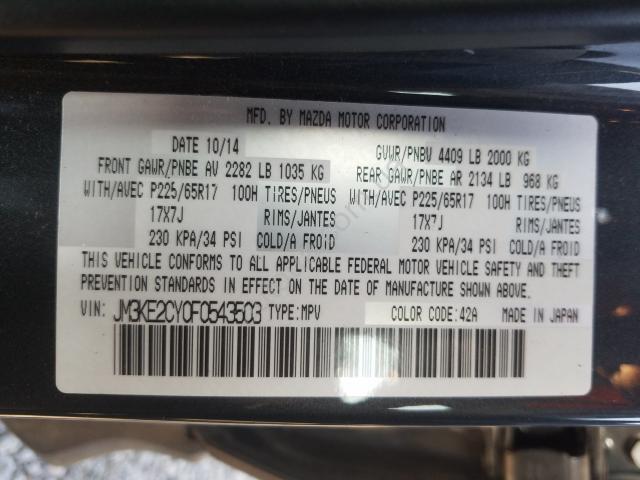 MFD. BY MAZDA MOTOR CORPORATION
DATE 10/14 GVWR/PNBV 4409 LB 2000 KG
FRONT GAWR/PNBE AV 2282 LB 1035 KG REAR GAWR/PNBE AR 2134 LB 968 KG
WITH/AVEC P225/65R17 100H TIRES/PNEUS WITH/AVEC P225/65R17 100H TIRES/PNEUS
17X7J RIMS/JANTES 17X7J RIMS/JANTES
230 KPA/34 PSI COLD/A FROID 230 KPA/34 PSI COLD/A FROID
THIS VEHICLE CONFORMS TO ALL APPLICABLE FEDERAL MOTOR VEHICLE SAFETY AND THEFT
PREVENTION STANDARDS IN EFFECT ON THE DATE OF MANUFACTURE SHOWN ABOVE.
VIN: JM3KE2CY0F0543503 TYPE:MPV COLOR CODE:42A MADE IN JAPAN